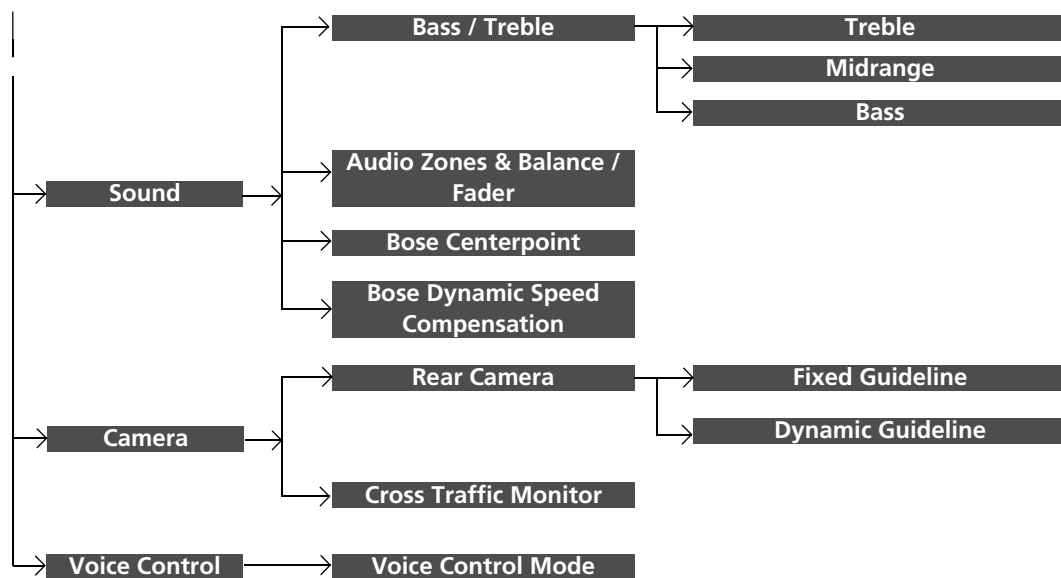 Bass / Treble
Treble
Midrange
Bass
Audio Zones & Balance /
Fader
Sound
Bose Centerpoint
Bose Dynamic Speed
Compensation
Rear Camera
Fixed Guideline
Dynamic Guideline
Camera
Cross Traffic Monitor
Voice Control
Voice Control Mode